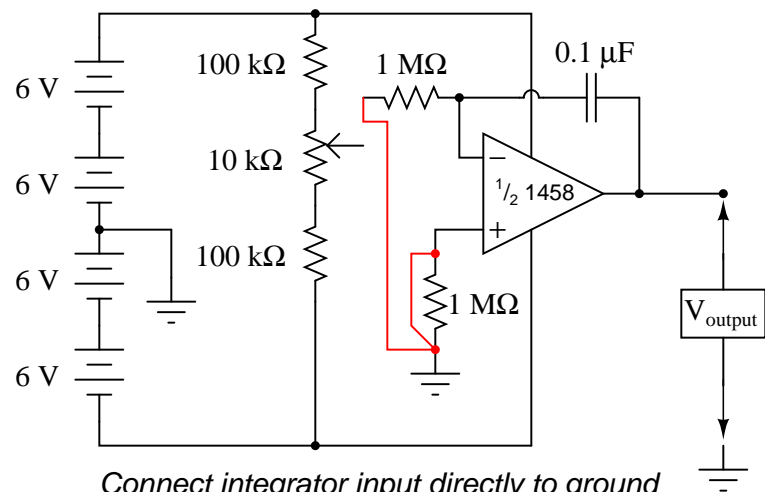 100 kΩ
1 MΩ
0.1 μF
6 V
6 V
10 kΩ
−
1/2 1458
+
100 kΩ
6 V
1 MΩ
Voutput
6 V
Connect integrator input directly to ground